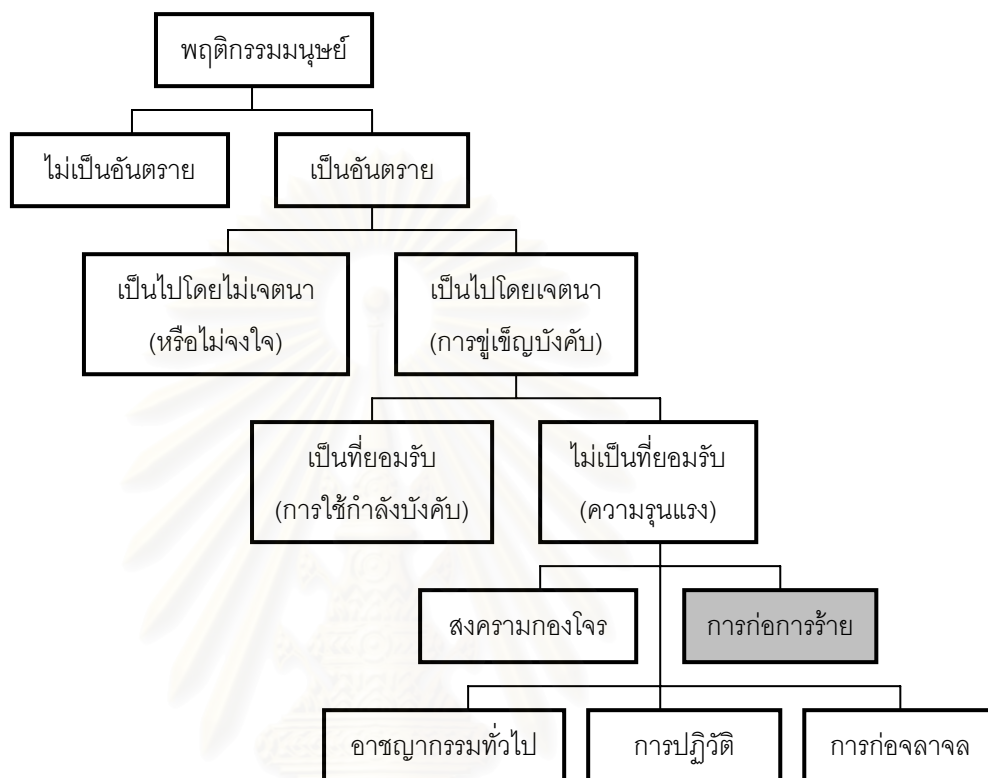 พฤติกรรมมนุษย์
ไม่เป็นอันตราย
เป็นอันตราย
เป็นไปโดยไม่เจตนา
(หรือไม่จงใจ)
เป็นไปโดยเจตนา
(การขู่เข็ญบังคับ)
เป็นที่ยอมรับ
(การใช้กำลังบังคับ)
ไม่เป็นที่ยอมรับ
(ความรุนแรง)
สงครามกองโจร
การก่อการร้าย
อาชญากรรมทั่วไป
การปฏิวัติ
การก่อจลาจล